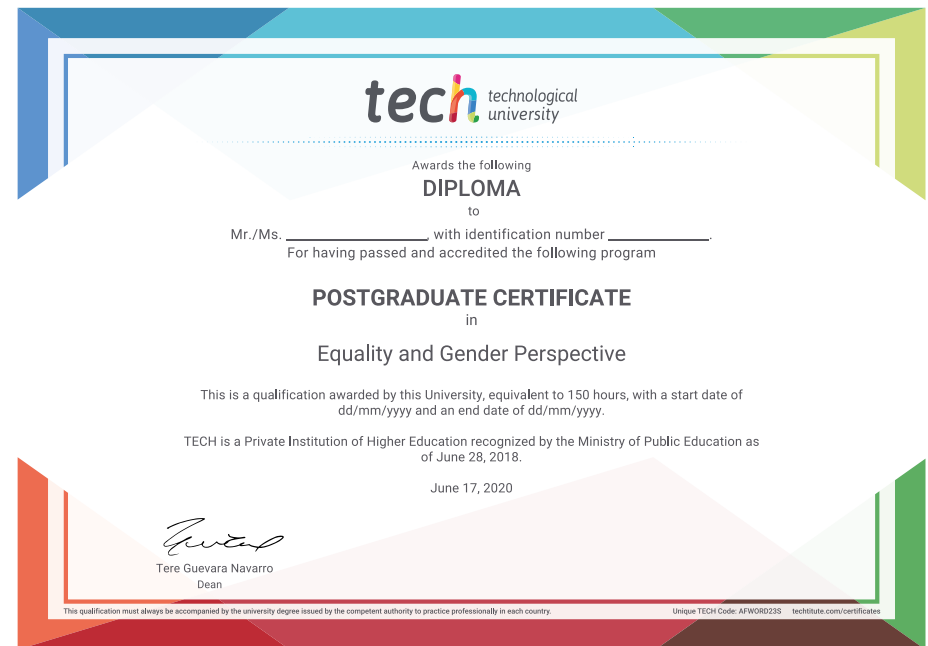 tech technological
university
Awards the following
DIPLOMA
to
Mr./Ms. ____________________, with identification number ______________.
For having passed and accredited the following program
POSTGRADUATE CERTIFICATE
in
Equality and Gender Perspective
This is a qualification awarded by this University, equivalent to 150 hours, with a start date of
dd/mm/yyyy and an end date of dd/mm/yyyy.
TECH is a Private Institution of Higher Education recognized by the Ministry of Public Education as
of June 28, 2018.
June 17, 2020
Tere Guevara Navarro
Dean
This qualification must always be accompanied by the university degree issued by the competent authority to practice professionally in each country.
Unique TECH Code: AFWORD23S techtitute.com/certificates